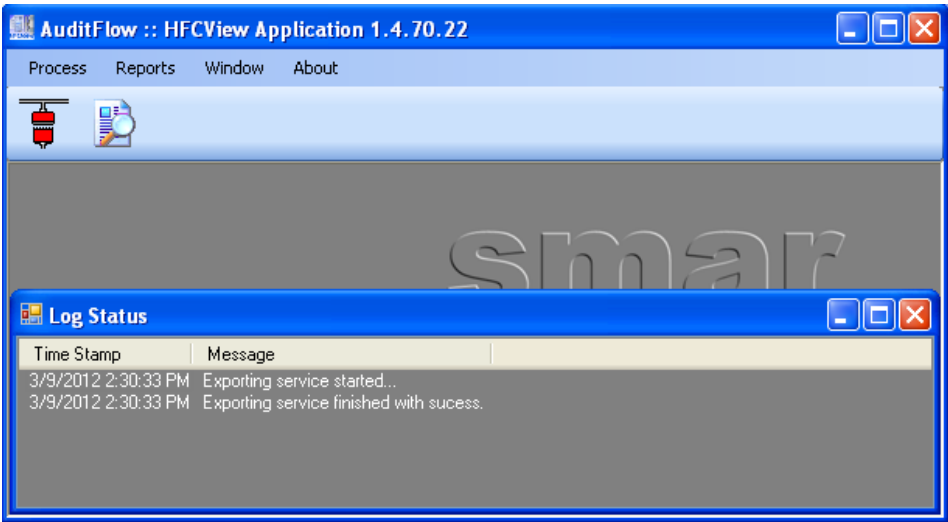 AuditFlow :: HFCView Application 1.4.70.22
Process Reports Window About
smar
Log Status
Time Stamp Message
3/9/2012 2:30:33 PM Exporting service started...
3/9/2012 2:30:33 PM Exporting service finished with sucess.